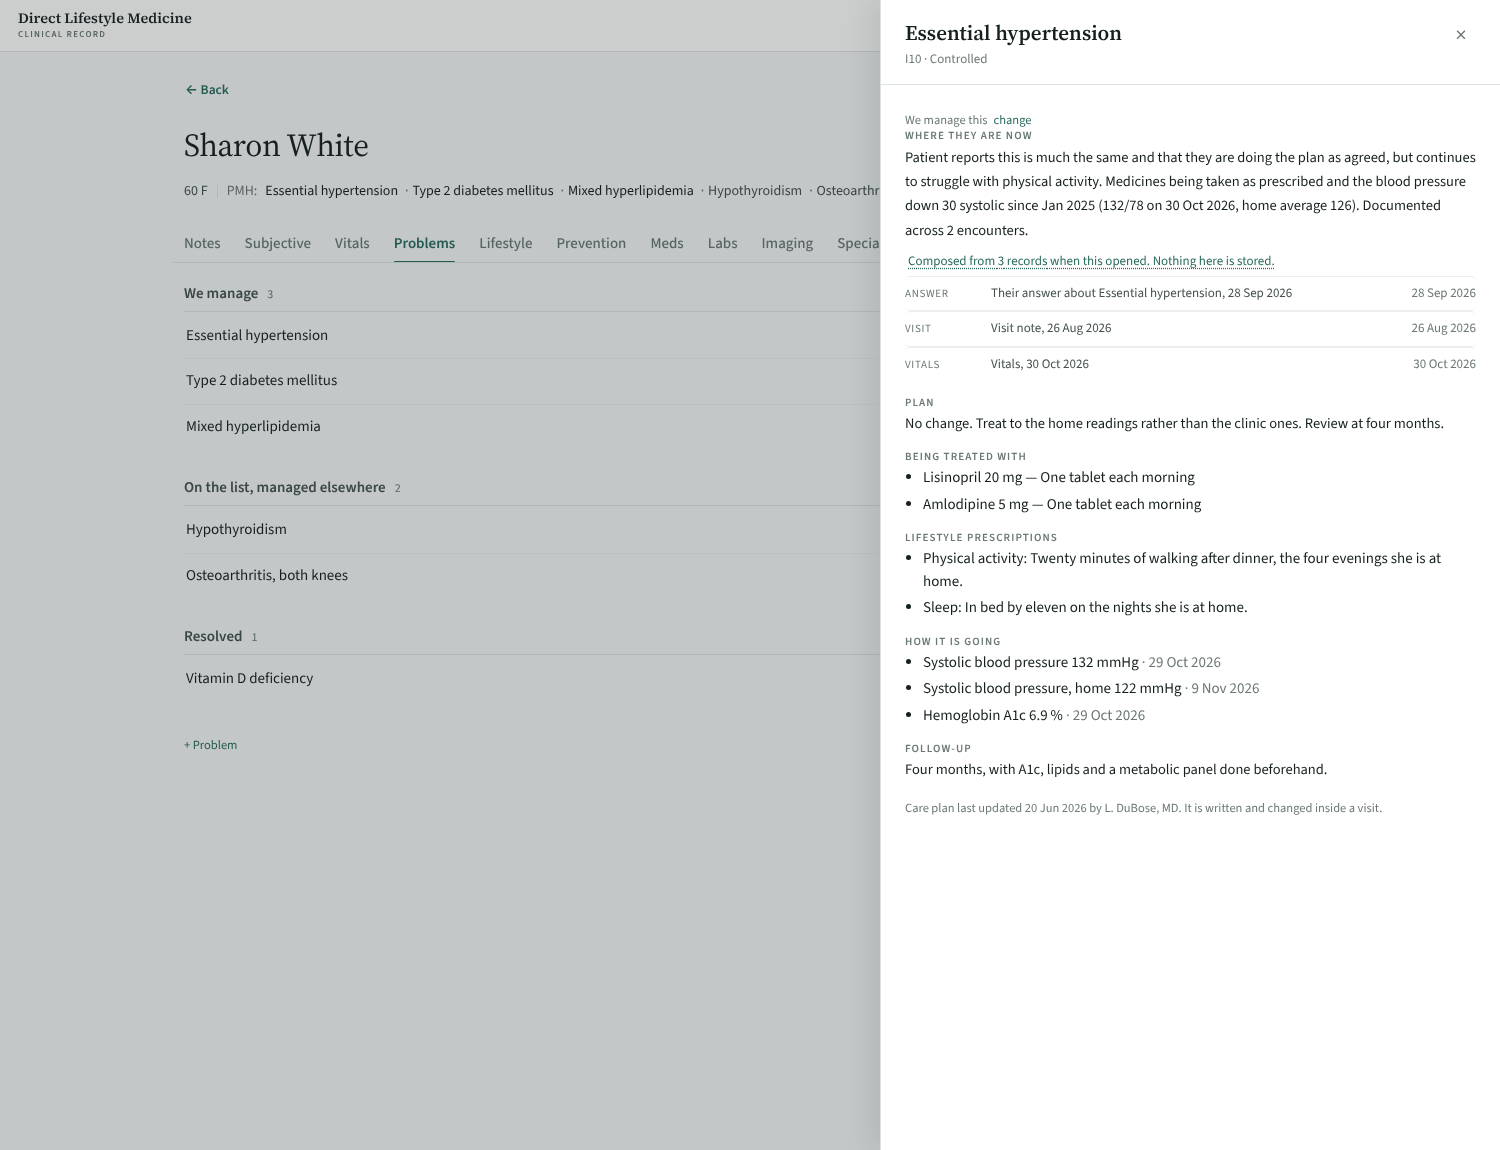 Direct Lifestyle Medicine
CLINICAL RECORD
← Back
Sharon White
60 F | PMH: Essential hypertension · Type 2 diabetes mellitus · Mixed hyperlipidemia · Hypothyroidism · Osteoarthr
Notes Subjective Vitals Problems Lifestyle Prevention Meds Labs Imaging Specia
We manage 3
Essential hypertension
Type 2 diabetes mellitus
Mixed hyperlipidemia
On the list, managed elsewhere 2
Hypothyroidism
Osteoarthritis, both knees
Resolved 1
Vitamin D deficiency
+ Problem
Essential hypertension ×
I10 · Controlled
We manage this change
WHERE THEY ARE NOW
Patient reports this is much the same and that they are doing the plan as agreed, but continues
to struggle with physical activity. Medicines being taken as prescribed and the blood pressure
down 30 systolic since Jan 2025 (132/78 on 30 Oct 2026, home average 126). Documented
across 2 encounters.
Composed from 3 records when this opened. Nothing here is stored.
ANSWER Their answer about Essential hypertension, 28 Sep 2026 28 Sep 2026
VISIT Visit note, 26 Aug 2026 26 Aug 2026
VITALS Vitals, 30 Oct 2026 30 Oct 2026
PLAN
No change. Treat to the home readings rather than the clinic ones. Review at four months.
BEING TREATED WITH
• Lisinopril 20 mg — One tablet each morning
• Amlodipine 5 mg — One tablet each morning
LIFESTYLE PRESCRIPTIONS
• Physical activity: Twenty minutes of walking after dinner, the four evenings she is at
home.
• Sleep: In bed by eleven on the nights she is at home.
HOW IT IS GOING
• Systolic blood pressure 132 mmHg · 29 Oct 2026
• Systolic blood pressure, home 122 mmHg · 9 Nov 2026
• Hemoglobin A1c 6.9 % · 29 Oct 2026
FOLLOW-UP
Four months, with A1c, lipids and a metabolic panel done beforehand.
Care plan last updated 20 Jun 2026 by L. DuBose, MD. It is written and changed inside a visit.